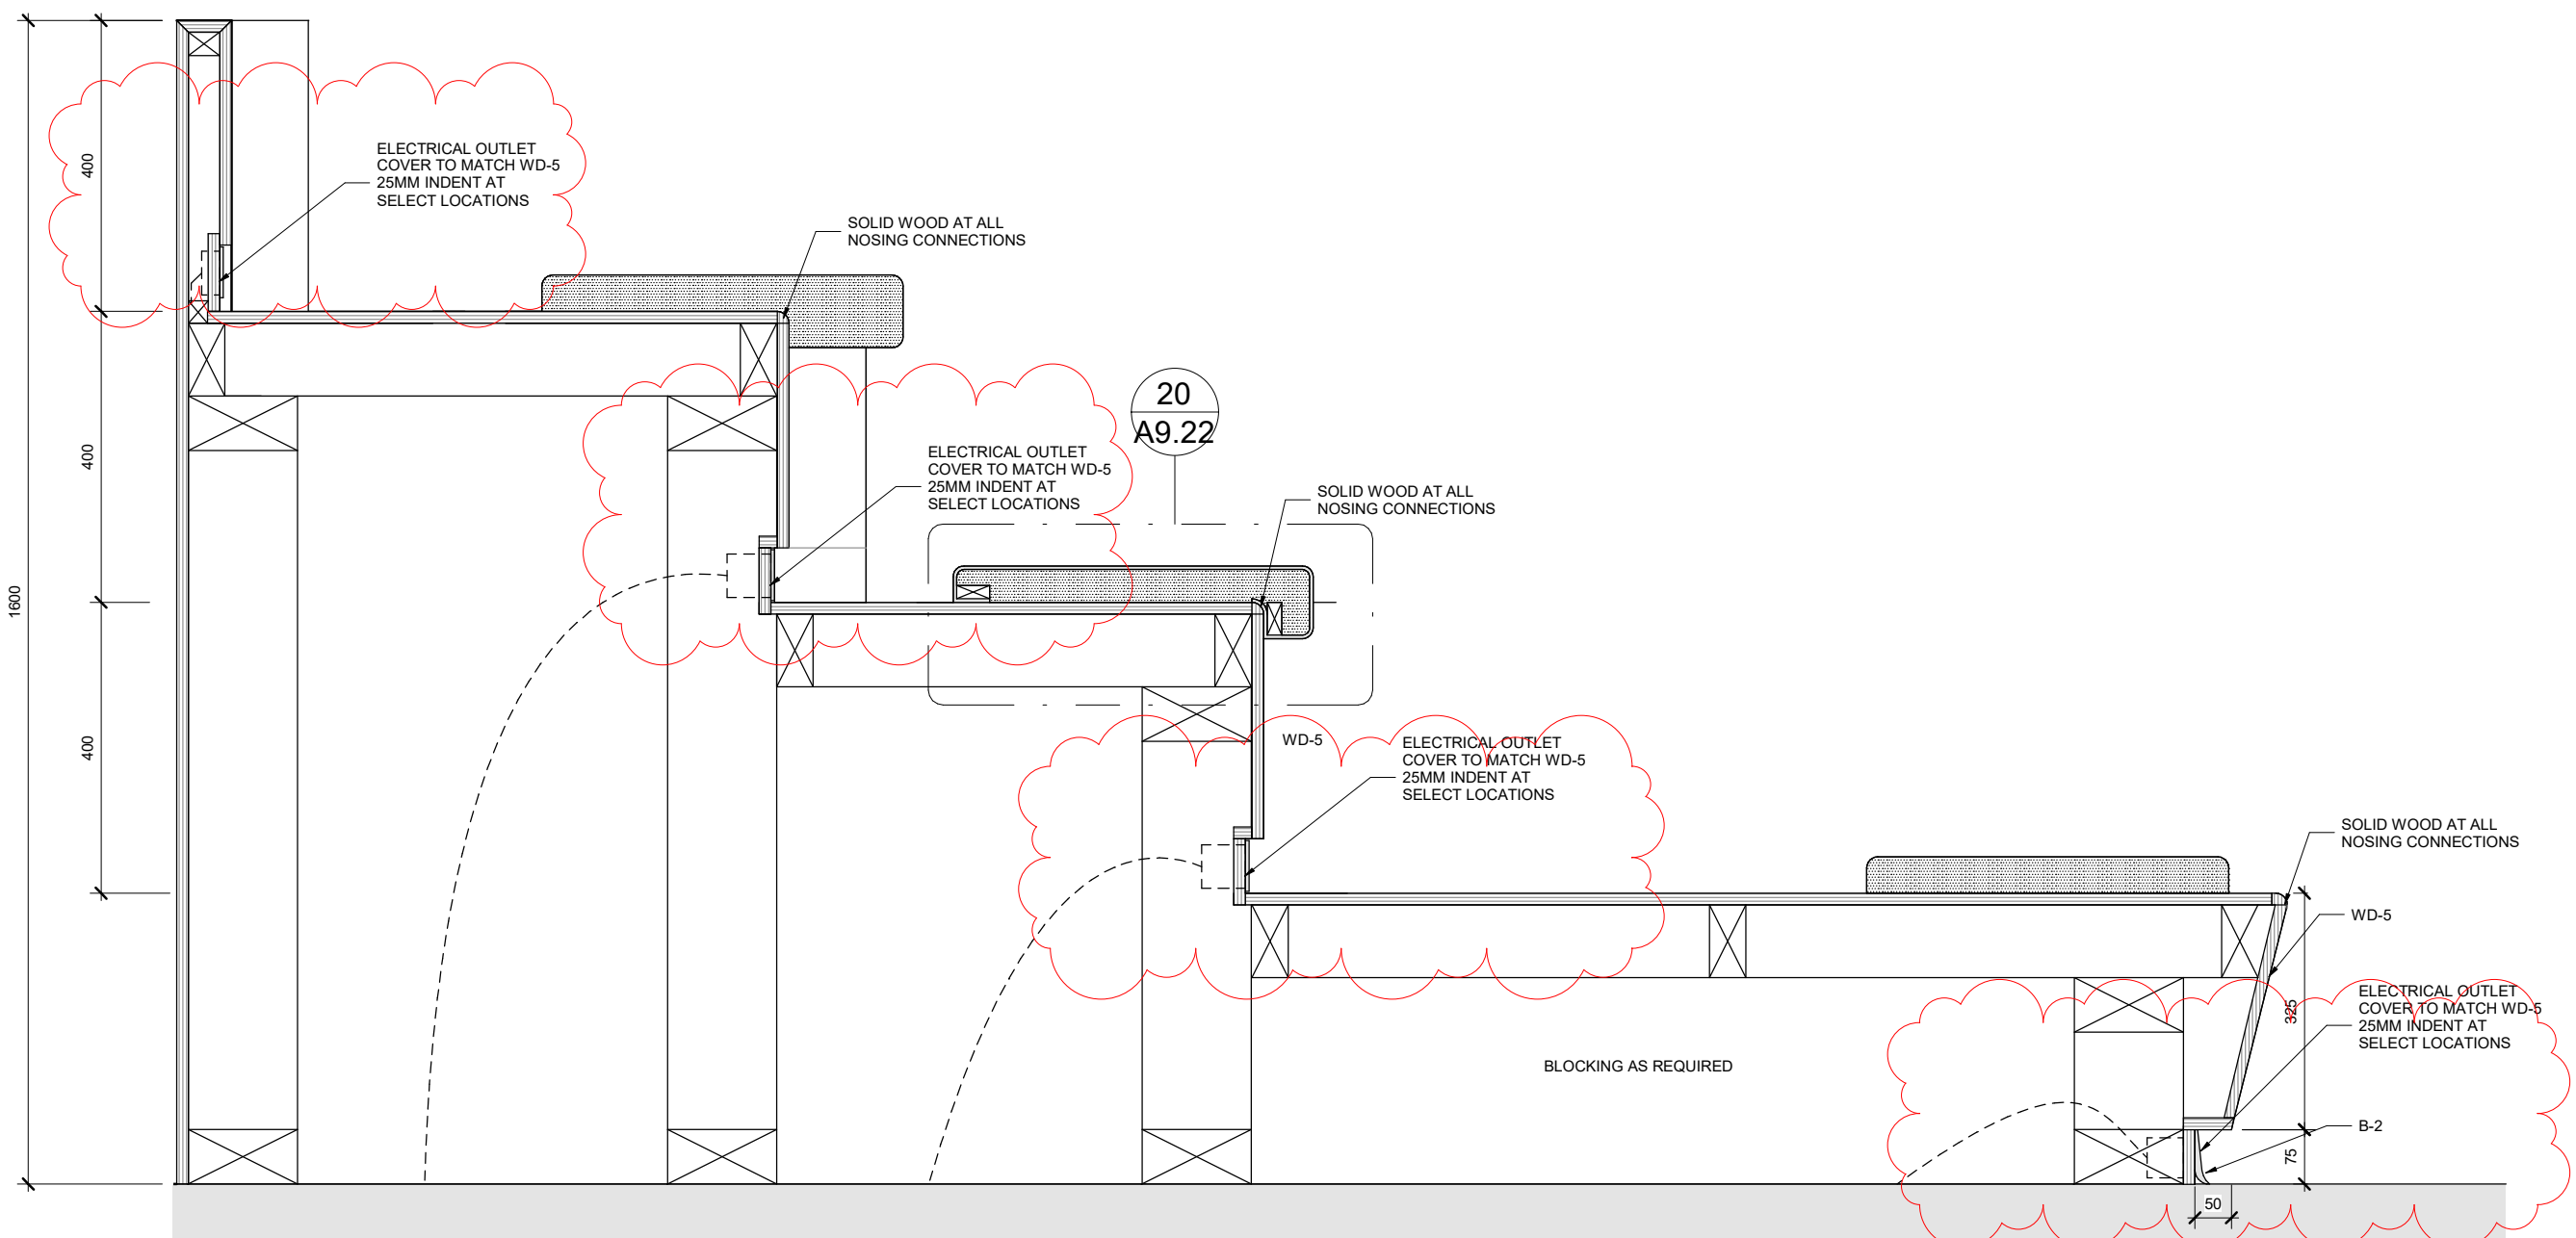 400
ELECTRICAL OUTLET
COVER TO MATCH WD-5
25MM INDENT AT
SELECT LOCATIONS
SOLID WOOD AT ALL
NOSING CONNECTIONS
20
A9.22
400
ELECTRICAL OUTLET
COVER TO MATCH WD-5
25MM INDENT AT
SELECT LOCATIONS
SOLID WOOD AT ALL
NOSING CONNECTIONS
1600
400
WD-5
ELECTRICAL OUTLET
COVER TO MATCH WD-5
25MM INDENT AT
SELECT LOCATIONS
SOLID WOOD AT ALL
NOSING CONNECTIONS
WD-5
325
ELECTRICAL OUTLET
COVER TO MATCH WD-5
25MM INDENT AT
SELECT LOCATIONS
BLOCKING AS REQUIRED
B-2
75
50